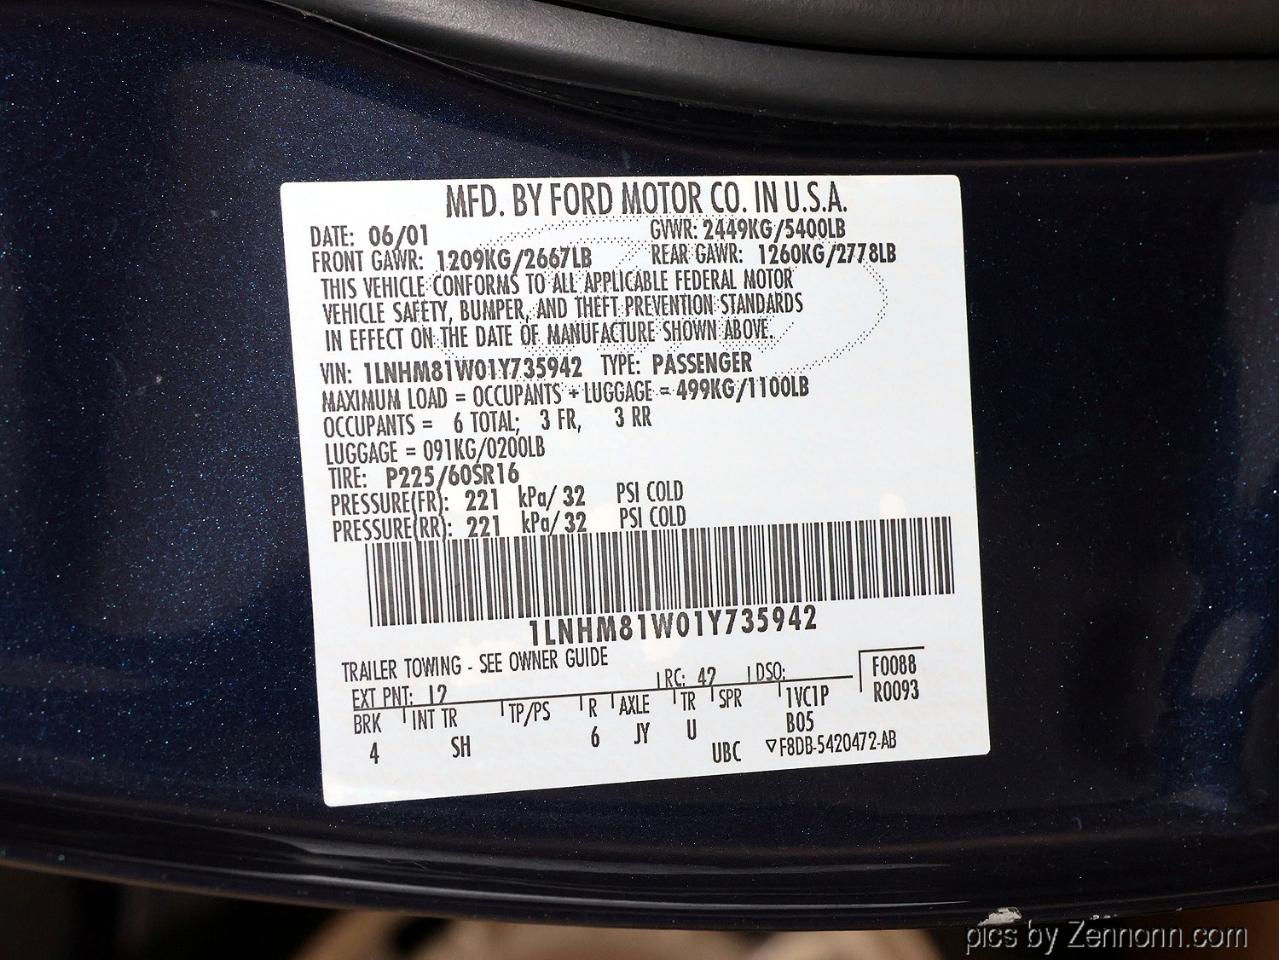 MFD. BY FORD MOTOR CO. IN U.S.A.
DATE: 06/01 GVWR: 2449KG/5400LB
FRONT GAWR: 1209KG/2667LB REAR GAWR: 1260KG/2778LB
THIS VEHICLE CONFORMS TO ALL APPLICABLE FEDERAL MOTOR
VEHICLE SAFETY, BUMPER, AND THEFT PREVENTION STANDARDS
IN EFFECT ON THE DATE OF MANUFACTURE SHOWN ABOVE.
VIN: 1LNHM81W01Y735942 TYPE: PASSENGER
MAXIMUM LOAD = OCCUPANTS + LUGGAGE = 499KG/1100LB
OCCUPANTS = 6 TOTAL; 3 FR, 3 RR
LUGGAGE = 091KG/0200LB
TIRE: P225/60SR16
PRESSURE(FR): 221 kPa/ 32 PSI COLD
PRESSURE(RR): 221 kPa/ 32 PSI COLD
1LNHM81W01Y735942
TRAILER TOWING - SEE OWNER GUIDE
EXT PNT: RC: 42 DSO: F0088
R0093
BRK INT TR TP/PS R AXLE TR SPR 1VC1P
4 SH 6 JY U B05
UBC ▽F8DB-5420472-AB
pics by Zennonn.com